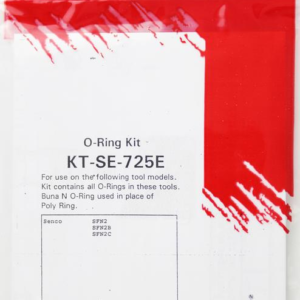 O-Ring Kit
KT-SE-725E
For use on the following tool models.
Kit contains all O-Rings in these tools.
Buna N O-Ring used in place of
Poly Ring.
Senco SFN2
SFN2B
SFN2C
®